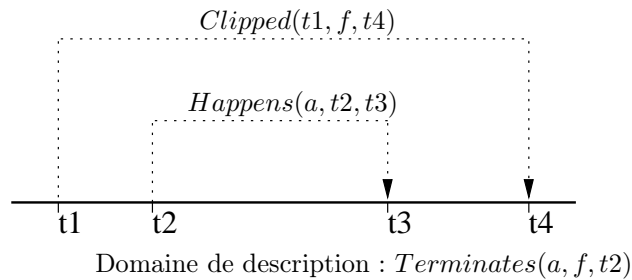 Clipped(t1, f, t4)
Happens(a, t2, t3)
t1 t2 t3 t4
Domaine de description : Terminates(a, f, t2)